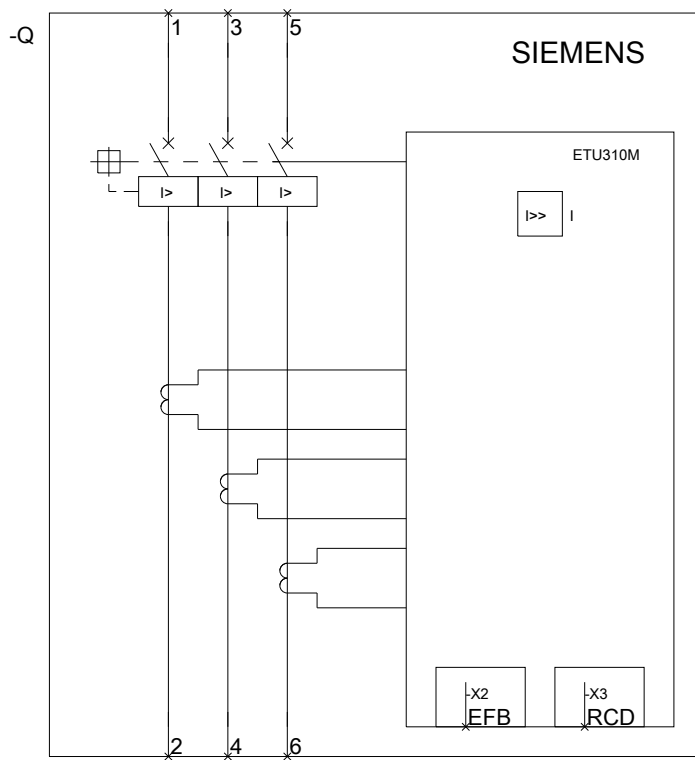 -Q
1 3 5
SIEMENS
ETU310M
I> I> I>
I>> I
-X2 -X3
EFB RCD
2 4 6